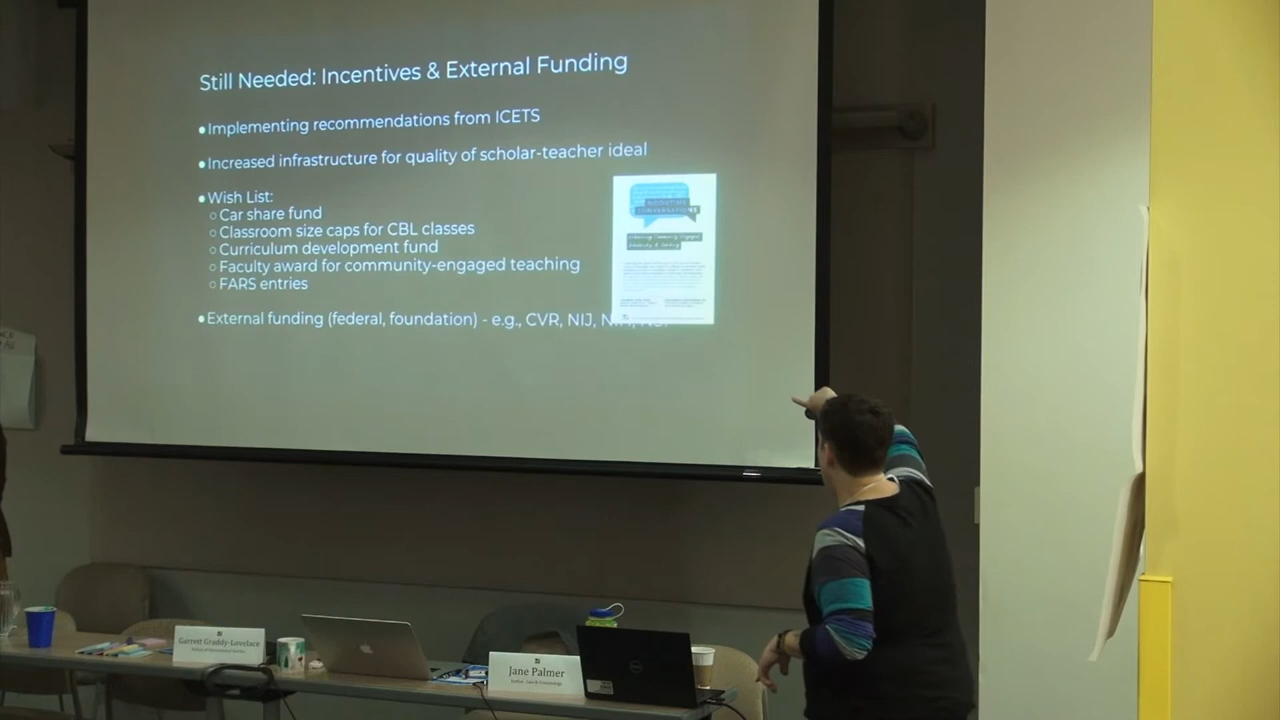 Still Needed: Incentives & External Funding
Implementing recommendations from ICETS
Increased infrastructure for quality of scholar-teacher ideal
Wish List:
Car share fund
Classroom size caps for CBL classes
Curriculum development fund
Faculty award for community-engaged teaching
FARS entries
External funding (federal, foundation) - e.g., CVR, NIJ,
CONVERSATIONS
Garrett Graddy-Lovelace
Jane Palmer
DELL